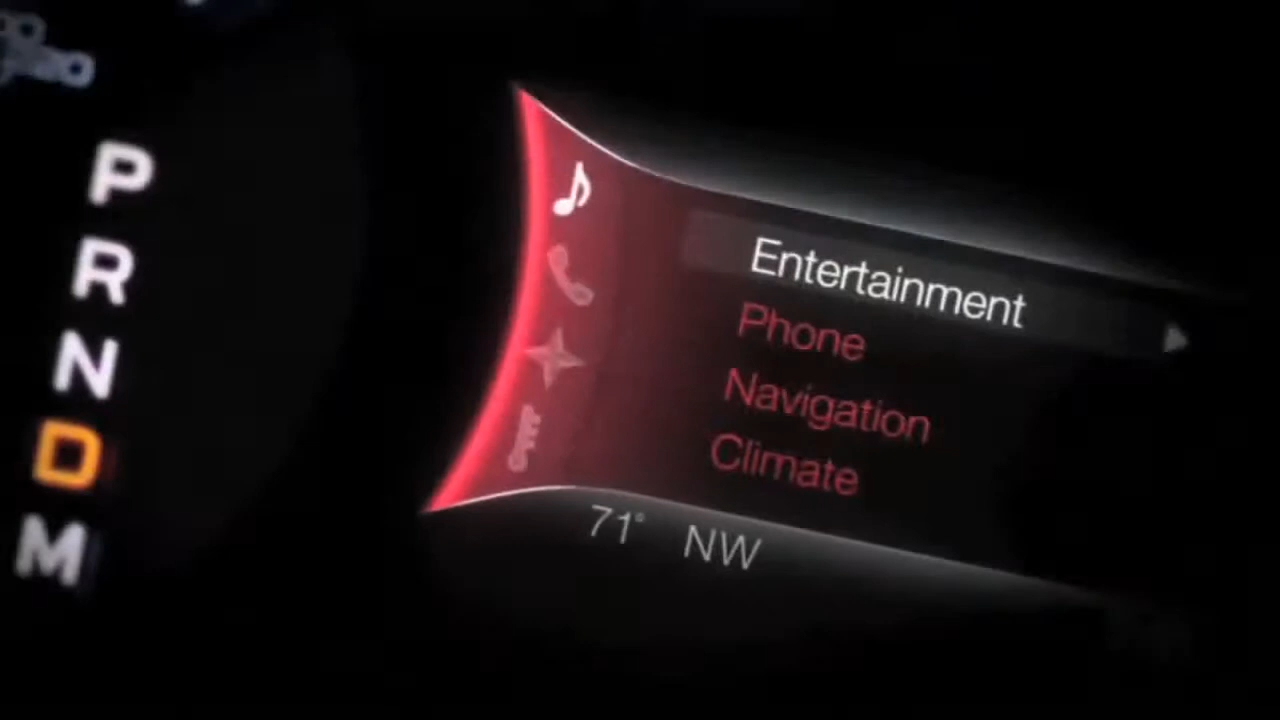 P
R
N
D
M
Entertainment
Phone
Navigation
Climate
71° NW